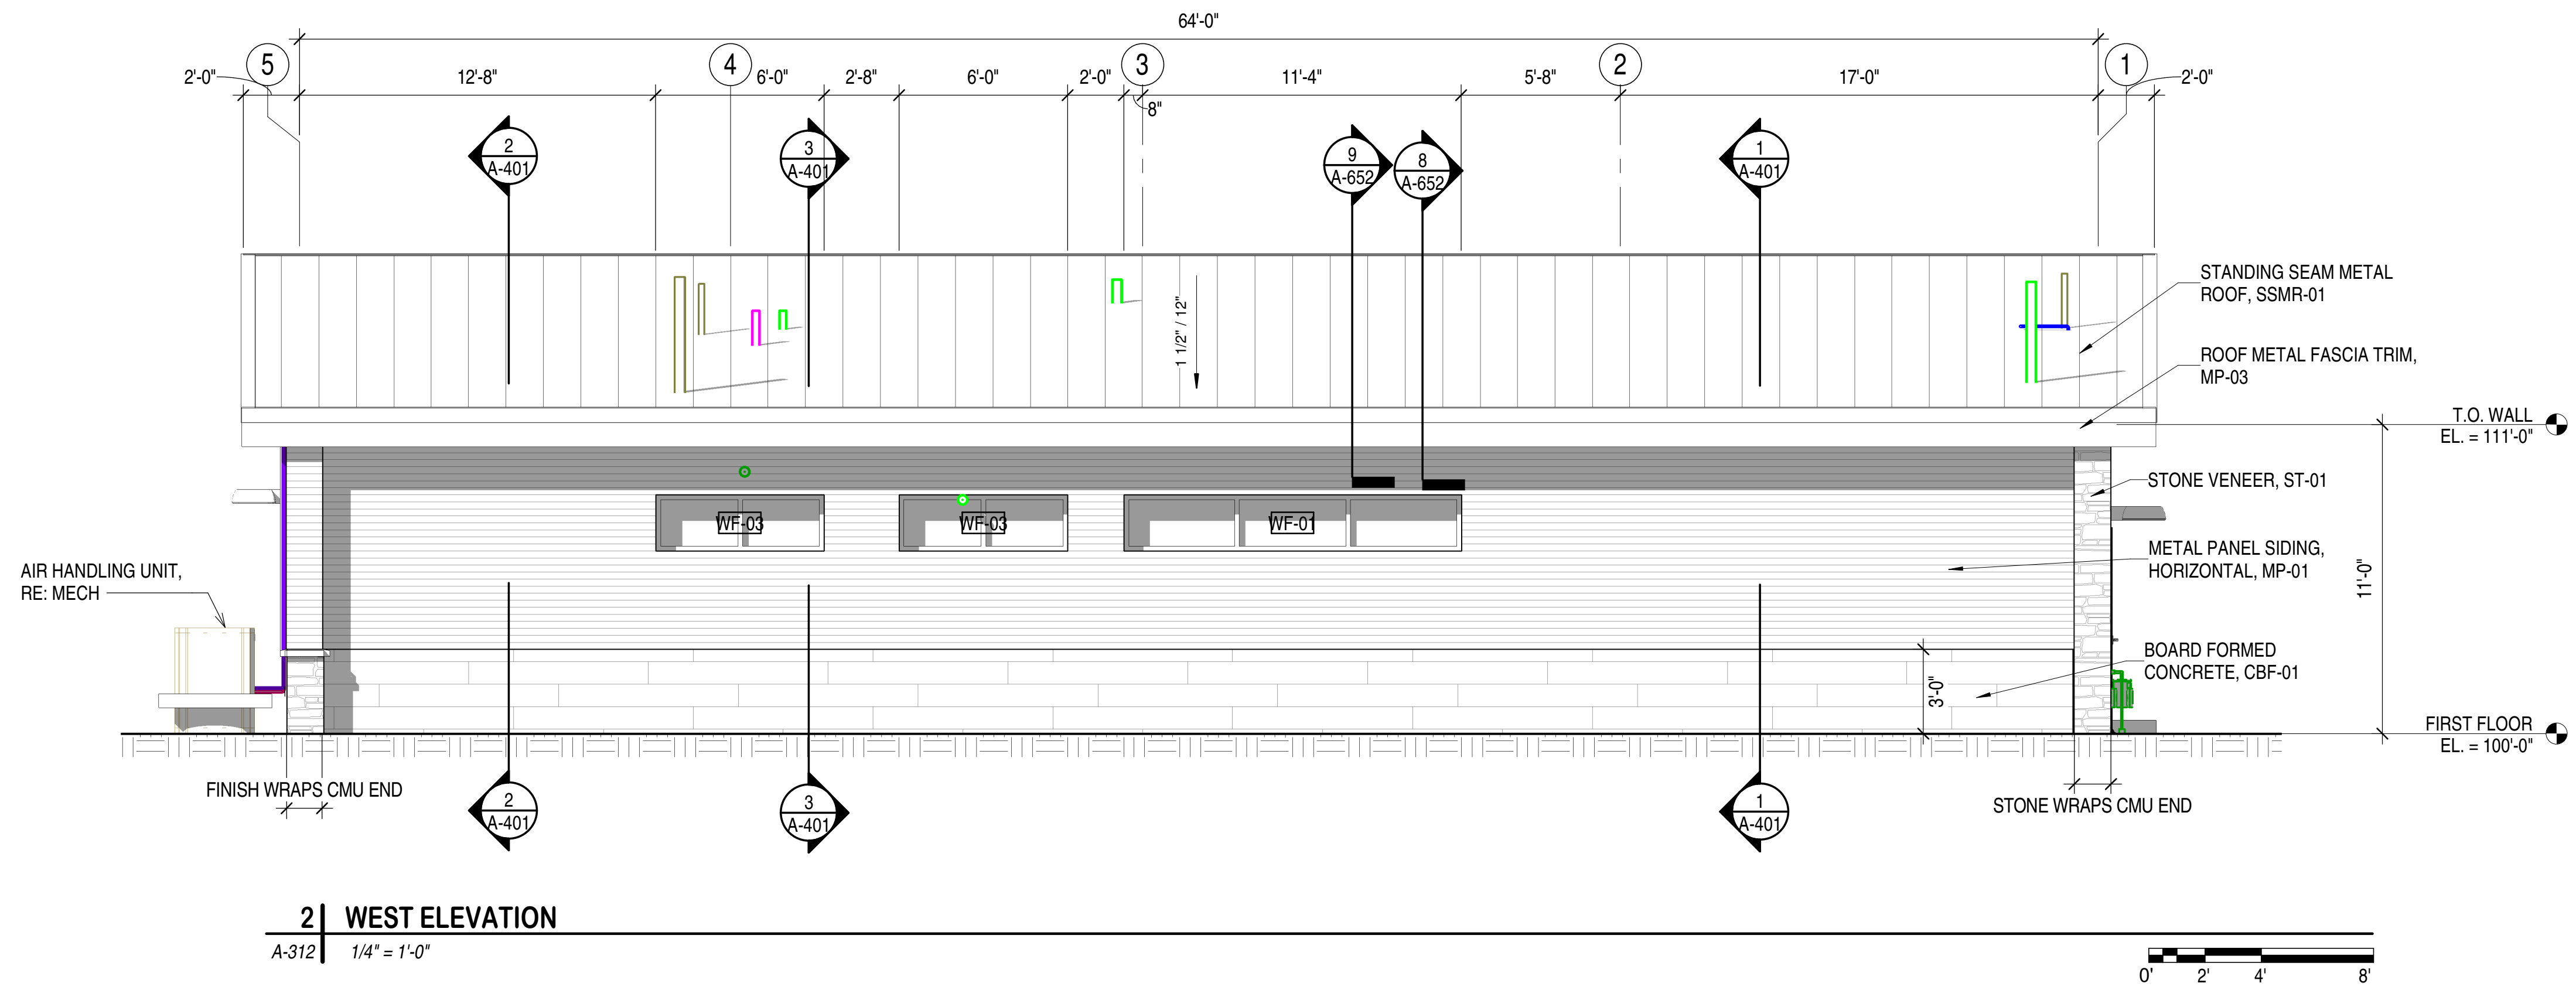 64'-0"
5
4
3
2
1
2'-0"
12'-8"
6'-0"
2'-8"
6'-0"
2'-0"
8"
11'-4"
5'-8"
17'-0"
2'-0"
2
A-401
3
A-401
9
A-652
8
A-652
1
A-401
1 1/2" / 12"
STANDING SEAM METAL
ROOF, SSMR-01
ROOF METAL FASCIA TRIM,
MP-03
T.O. WALL
EL. = 111'-0"
STONE VENEER, ST-01
WF-03
WF-03
WF-01
METAL PANEL SIDING,
HORIZONTAL, MP-01
11'-0"
AIR HANDLING UNIT,
RE: MECH
BOARD FORMED
CONCRETE, CBF-01
3'-0"
FIRST FLOOR
EL. = 100'-0"
FINISH WRAPS CMU END
STONE WRAPS CMU END
2
A-401
3
A-401
1
A-401
2 WEST ELEVATION
A-312 1/4" = 1'-0"
0' 2' 4' 8'